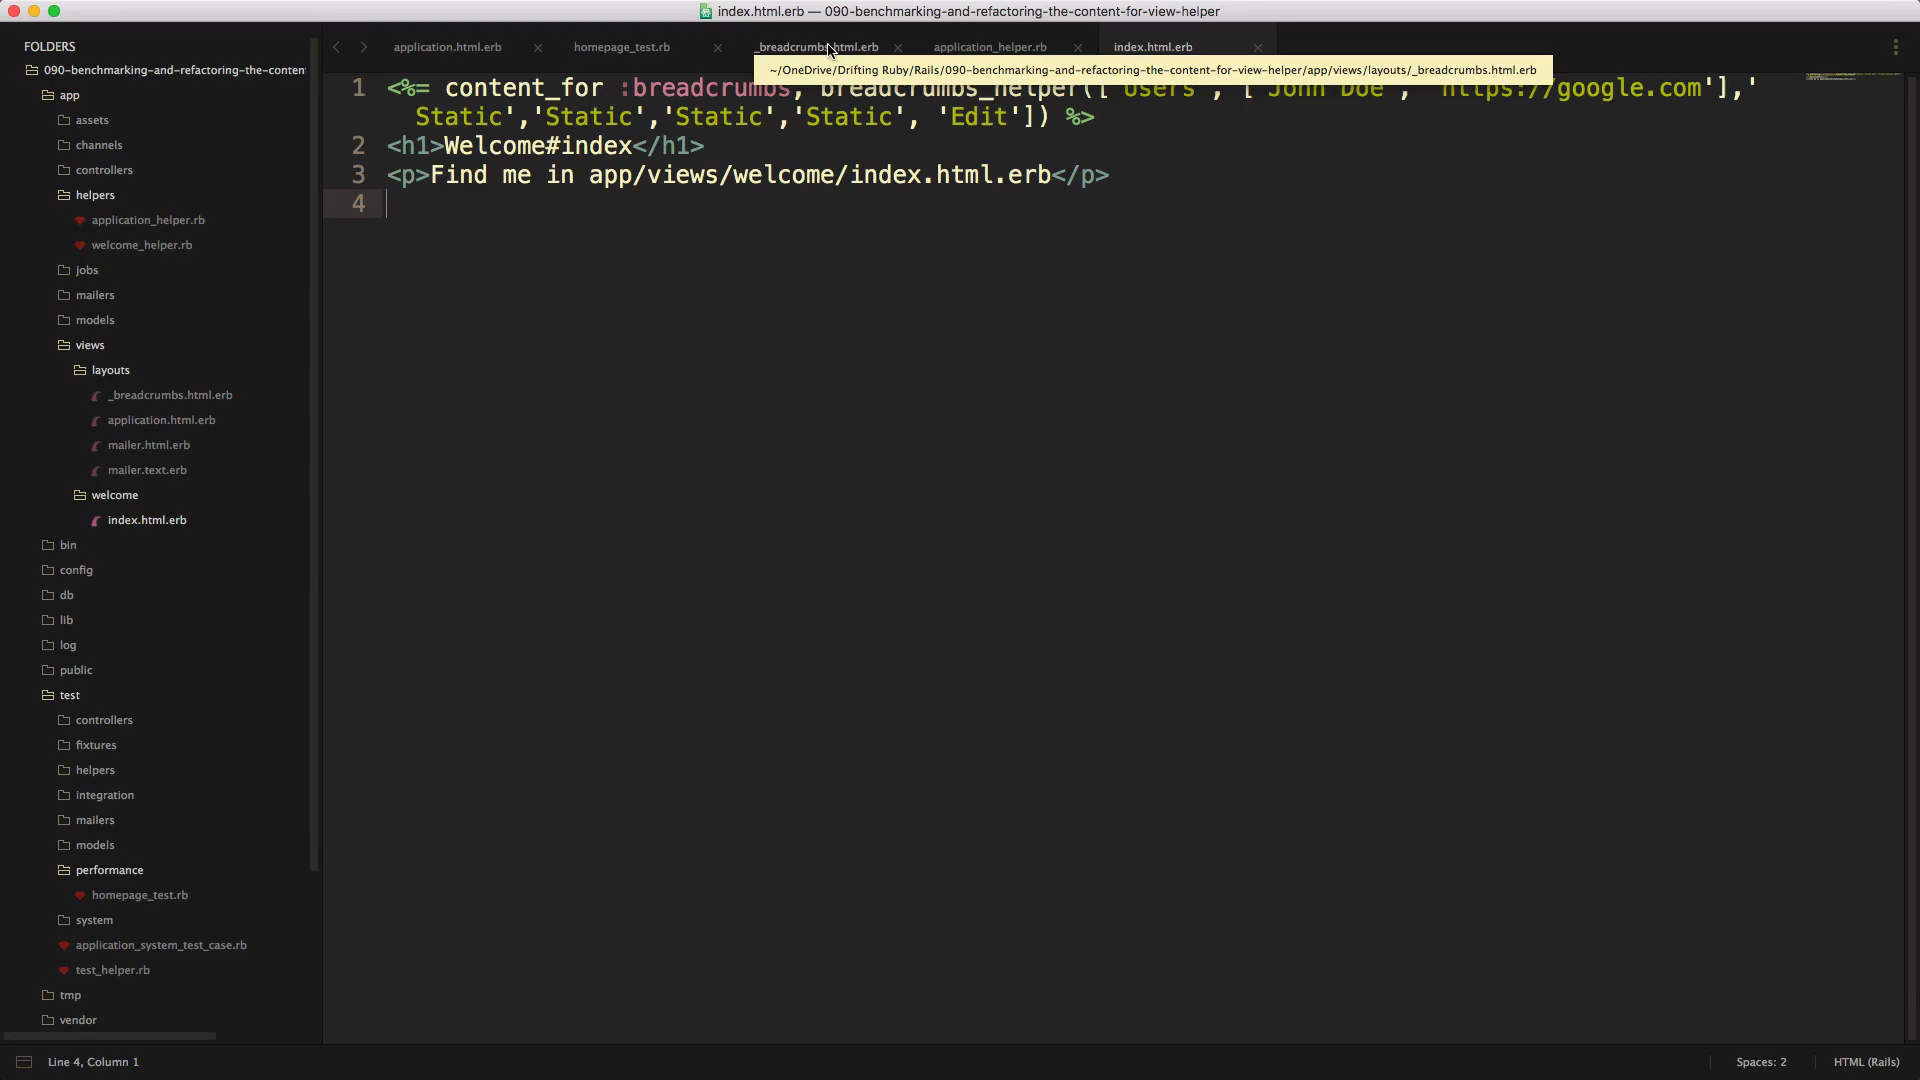 index.html.erb — 090-benchmarking-and-refactoring-the-content-for-view-helper
FOLDERS
090-benchmarking-and-refactoring-the-conten
app
assets
channels
controllers
helpers
application_helper.rb
welcome_helper.rb
jobs
mailers
models
views
layouts
_breadcrumbs.html.erb
application.html.erb
mailer.html.erb
mailer.text.erb
welcome
index.html.erb
bin
config
db
lib
log
public
test
controllers
fixtures
helpers
integration
mailers
models
performance
homepage_test.rb
system
application_system_test_case.rb
test_helper.rb
tmp
vendor
application.html.erb
homepage_test.rb
_breadcrumbs.html.erb
application_helper.rb
index.html.erb
~/OneDrive/Drifting Ruby/Rails/090-benchmarking-and-refactoring-the-content-for-view-helper/app/views/layouts/_breadcrumbs.html.erb
1 <%= content_for :breadcrumbs, breadcrumbs_helper(['Users', ['John Doe', 'https://google.com'],'
Static','Static','Static','Static', 'Edit']) %>
2 <h1>Welcome#index</h1>
3 <p>Find me in app/views/welcome/index.html.erb</p>
4
Line 4, Column 1
Spaces: 2
HTML (Rails)